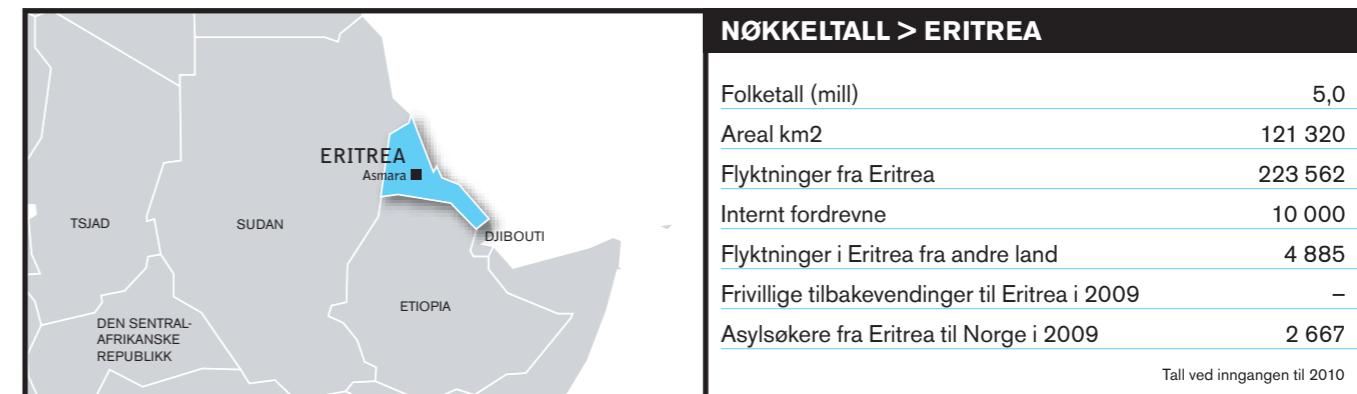 ERITREA
Asmara
TSJAD
SUDAN
DJIBOUTI
ETIOPIA
DEN SENTRAL-
AFRIKANSKE
REPUBLIKK
NØKKELTALL > ERITREA
Folketall (mill) 5,0
Areal km2 121 320
Flyktninger fra Eritrea 223 562
Internt fordrevne 10 000
Flyktninger i Eritrea fra andre land 4 885
Frivillige tilbakevendinger til Eritrea i 2009 –
Asylsøkere fra Eritrea til Norge i 2009 2 667
Tall ved inngangen til 2010